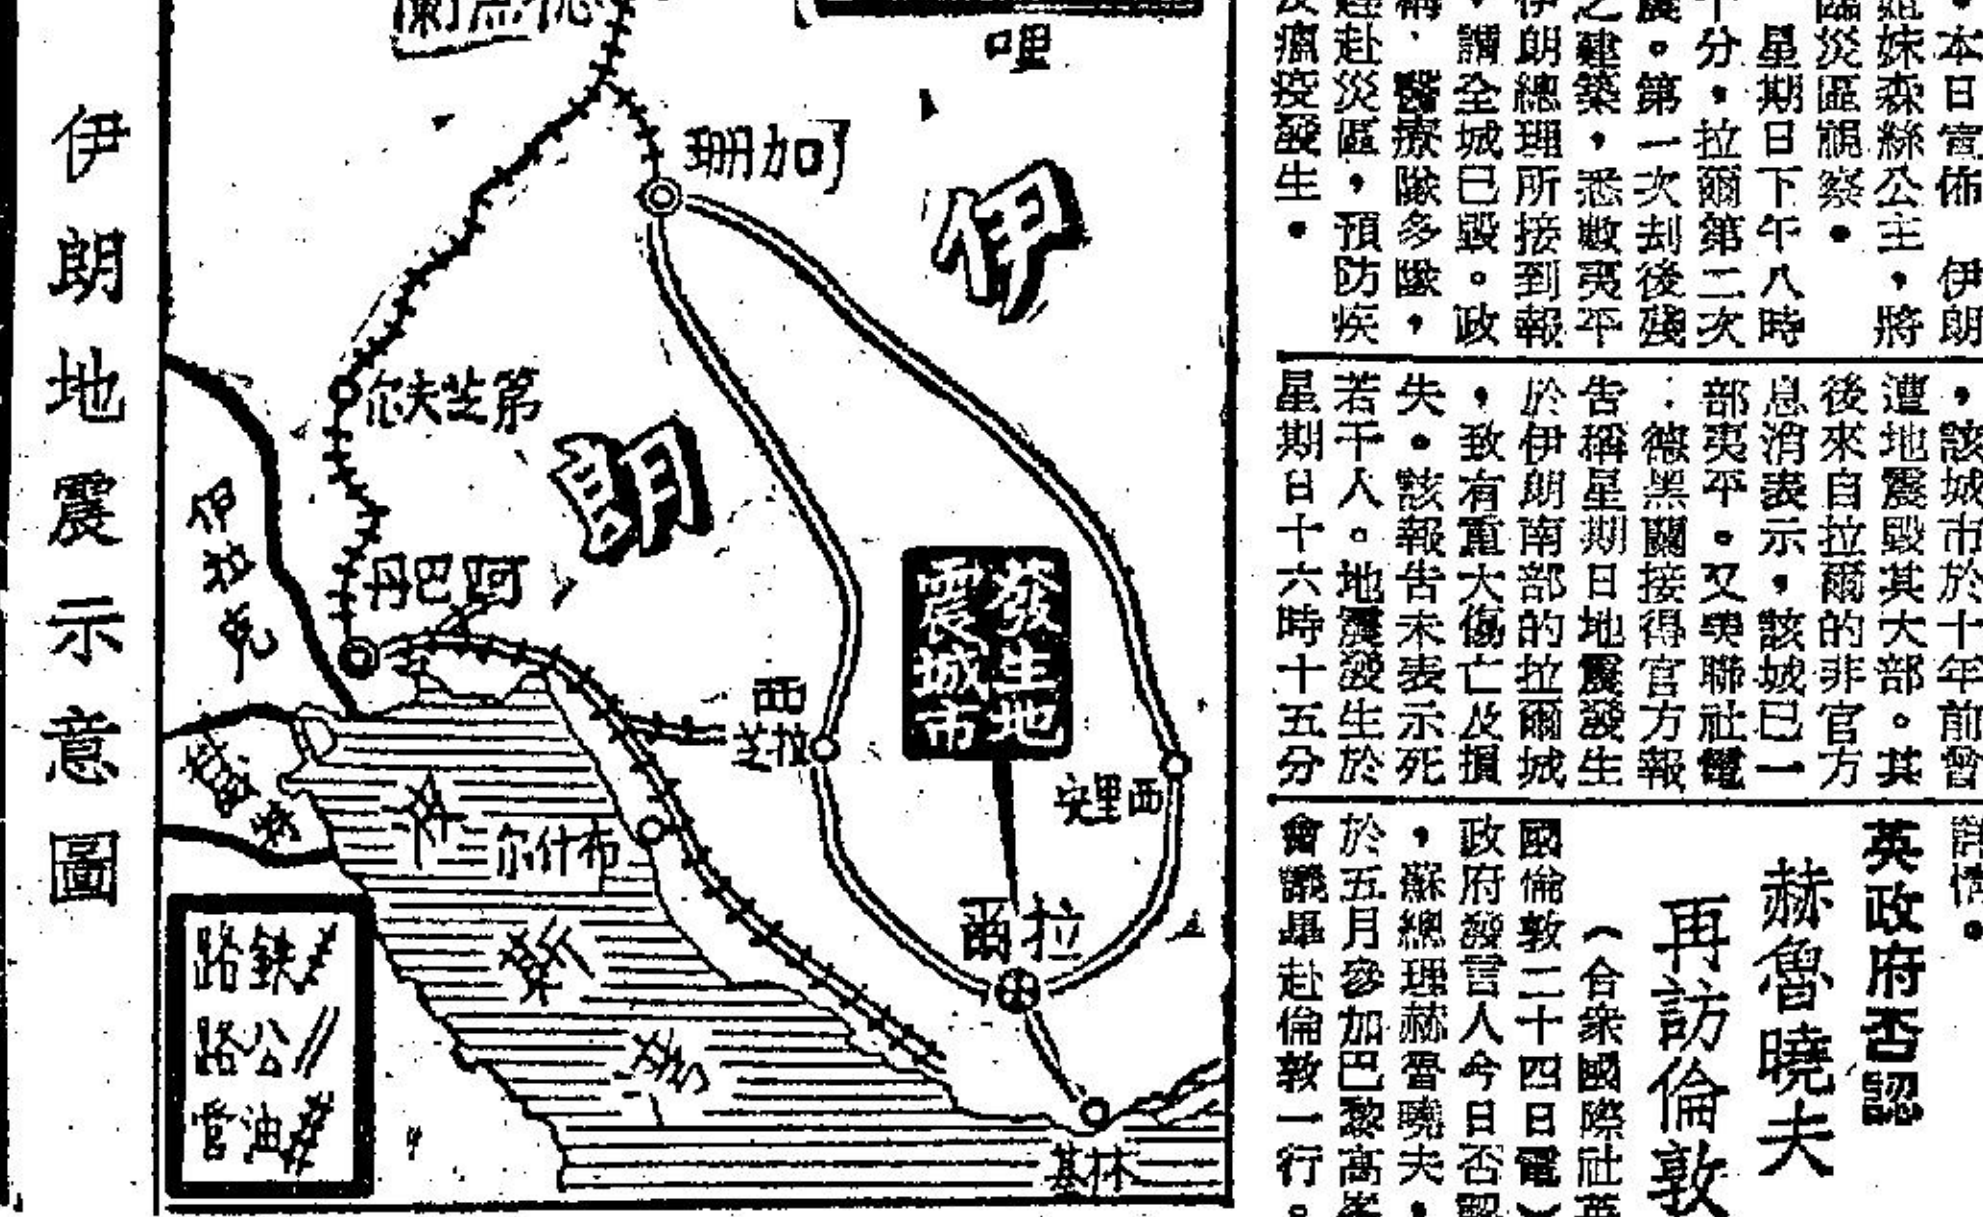 伊朗地震示意圖
哩
珊加
伊
朗
第芝夫尔
伊拉克
阿巴丹
發生地
震城市
西
拉芝
西里安
布什尔
波
斯
拉爾
林基
鉄路
公路
油管
本日宣佈　伊朗
妹森絲公主，將
臨災區視察。
星期日下午八時
十分，拉爾第二次
震。第一次刦後殘
之建築，悉數夷平
伊朗總理所接到報
，謂全城已毀。政
稱，醫療隊多隊，
赴災區，預防疾
瘟疫發生。
，該城市於十年前曾
遭地震毀其大部。其
後來自拉爾的非官方
息消表示，該城已一
部夷平。又美聯社電
：德黑蘭接得官方報
告稱星期日地震發生
於伊朗南部的拉爾城
，致有重大傷亡及損
失。該報告未表示死
若干人。地震發生於
星期日十六時十五分
詳情。
英政府否認
赫魯曉夫
再訪倫敦
（合衆國際社英
國倫敦二十四日電）
政府發言人今日否認
，蘇總理赫魯曉夫，
於五月參加巴黎高峯
會議畢赴倫敦一行。